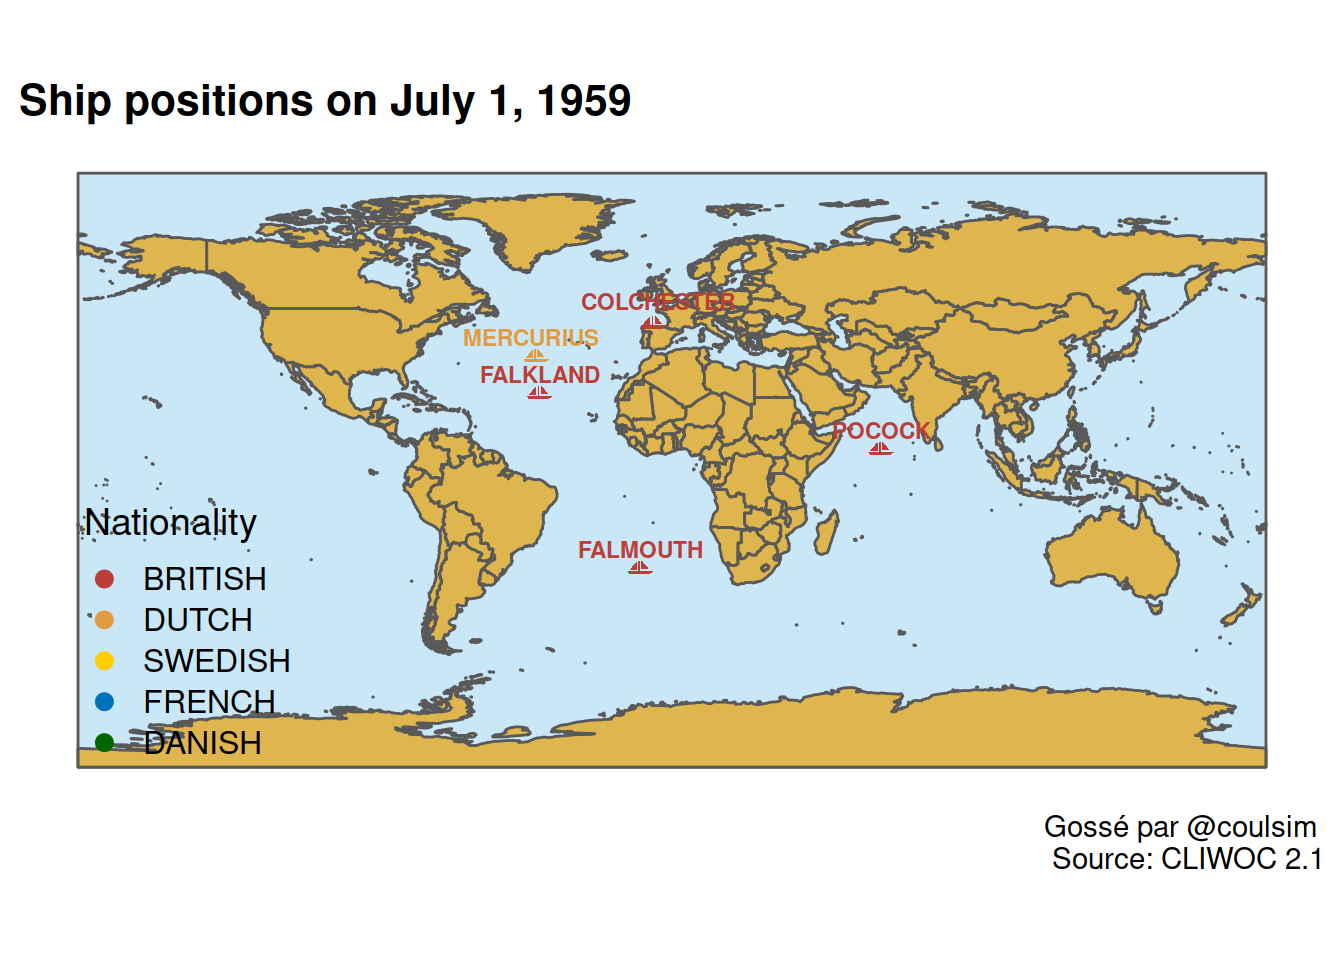 Ship positions on July 1, 1959
COLCHESTER
MERCURIUS
FALKLAND
POCOCK
FALMOUTH
Nationality
BRITISH
DUTCH
SWEDISH
FRENCH
DANISH
Gossé par @coulsim
Source: CLIWOC 2.1